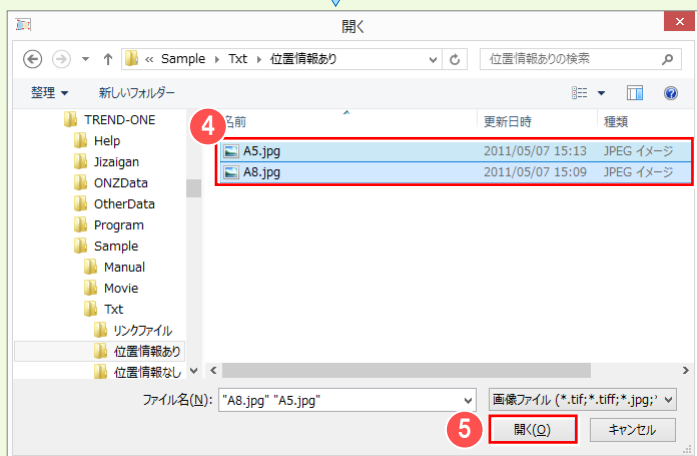 開く
« Sample Txt 位置情報あり
位置情報ありの検索
整理 新しいフォルダー
4
名前 更新日時 種類
TREND-ONE
Help
Jizaigan
ONZData
OtherData
Program
Sample
Manual
Movie
Txt
リンクファイル
位置情報あり
位置情報なし
A5.jpg 2011/05/07 15:13 JPEG イメージ
A8.jpg 2011/05/07 15:09 JPEG イメージ
ファイル名(N): "A8.jpg" "A5.jpg"
画像ファイル (*.tif;*.tiff;*.jpg;*
5
開く(O) キャンセル